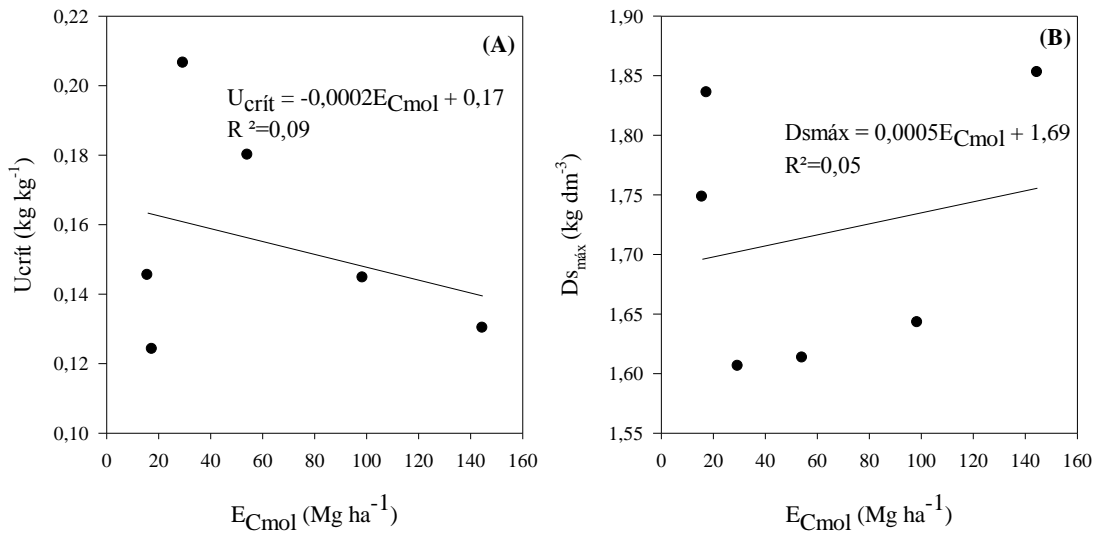 (A)
U_crít = -0,0002E_Cmol + 0,17
R ²=0,09
Ucrít (kg kg⁻¹)
0,22
0,20
0,18
0,16
0,14
0,12
0,10
0 20 40 60 80 100 120 140 160
E_Cmol (Mg ha⁻¹)
(B)
Dsmáx = 0,0005E_Cmol + 1,69
R²=0,05
Ds_máx (kg dm⁻³)
1,90
1,85
1,80
1,75
1,70
1,65
1,60
1,55
0 20 40 60 80 100 120 140 160
E_Cmol (Mg ha⁻¹)